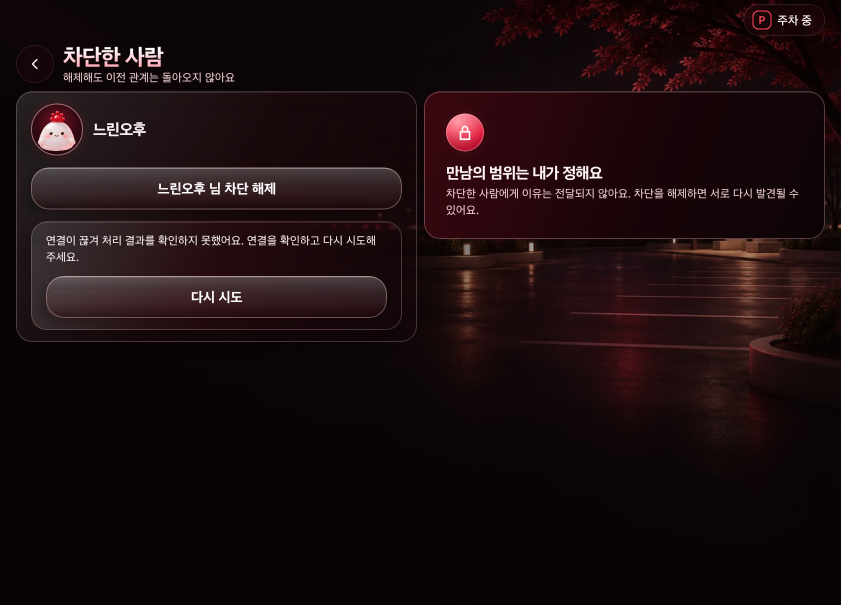 P 주차 중
차단한 사람
해제해도 이전 관계는 돌아오지 않아요
느린오후
느린오후 님 차단 해제
연결이 끊겨 처리 결과를 확인하지 못했어요. 연결을 확인하고 다시 시도해
주세요.
다시 시도
만남의 범위는 내가 정해요
차단한 사람에게 이유는 전달되지 않아요. 차단을 해제하면 서로 다시 발견될 수
있어요.